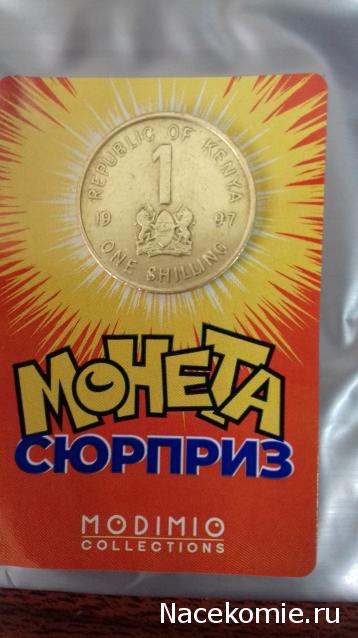 REPUBLIC OF KENYA
1
19 97
ONE SHILLING
МОНЕТА
СЮРПРИЗ
MODIMIO
COLLECTIONS
Nacekomie.ru